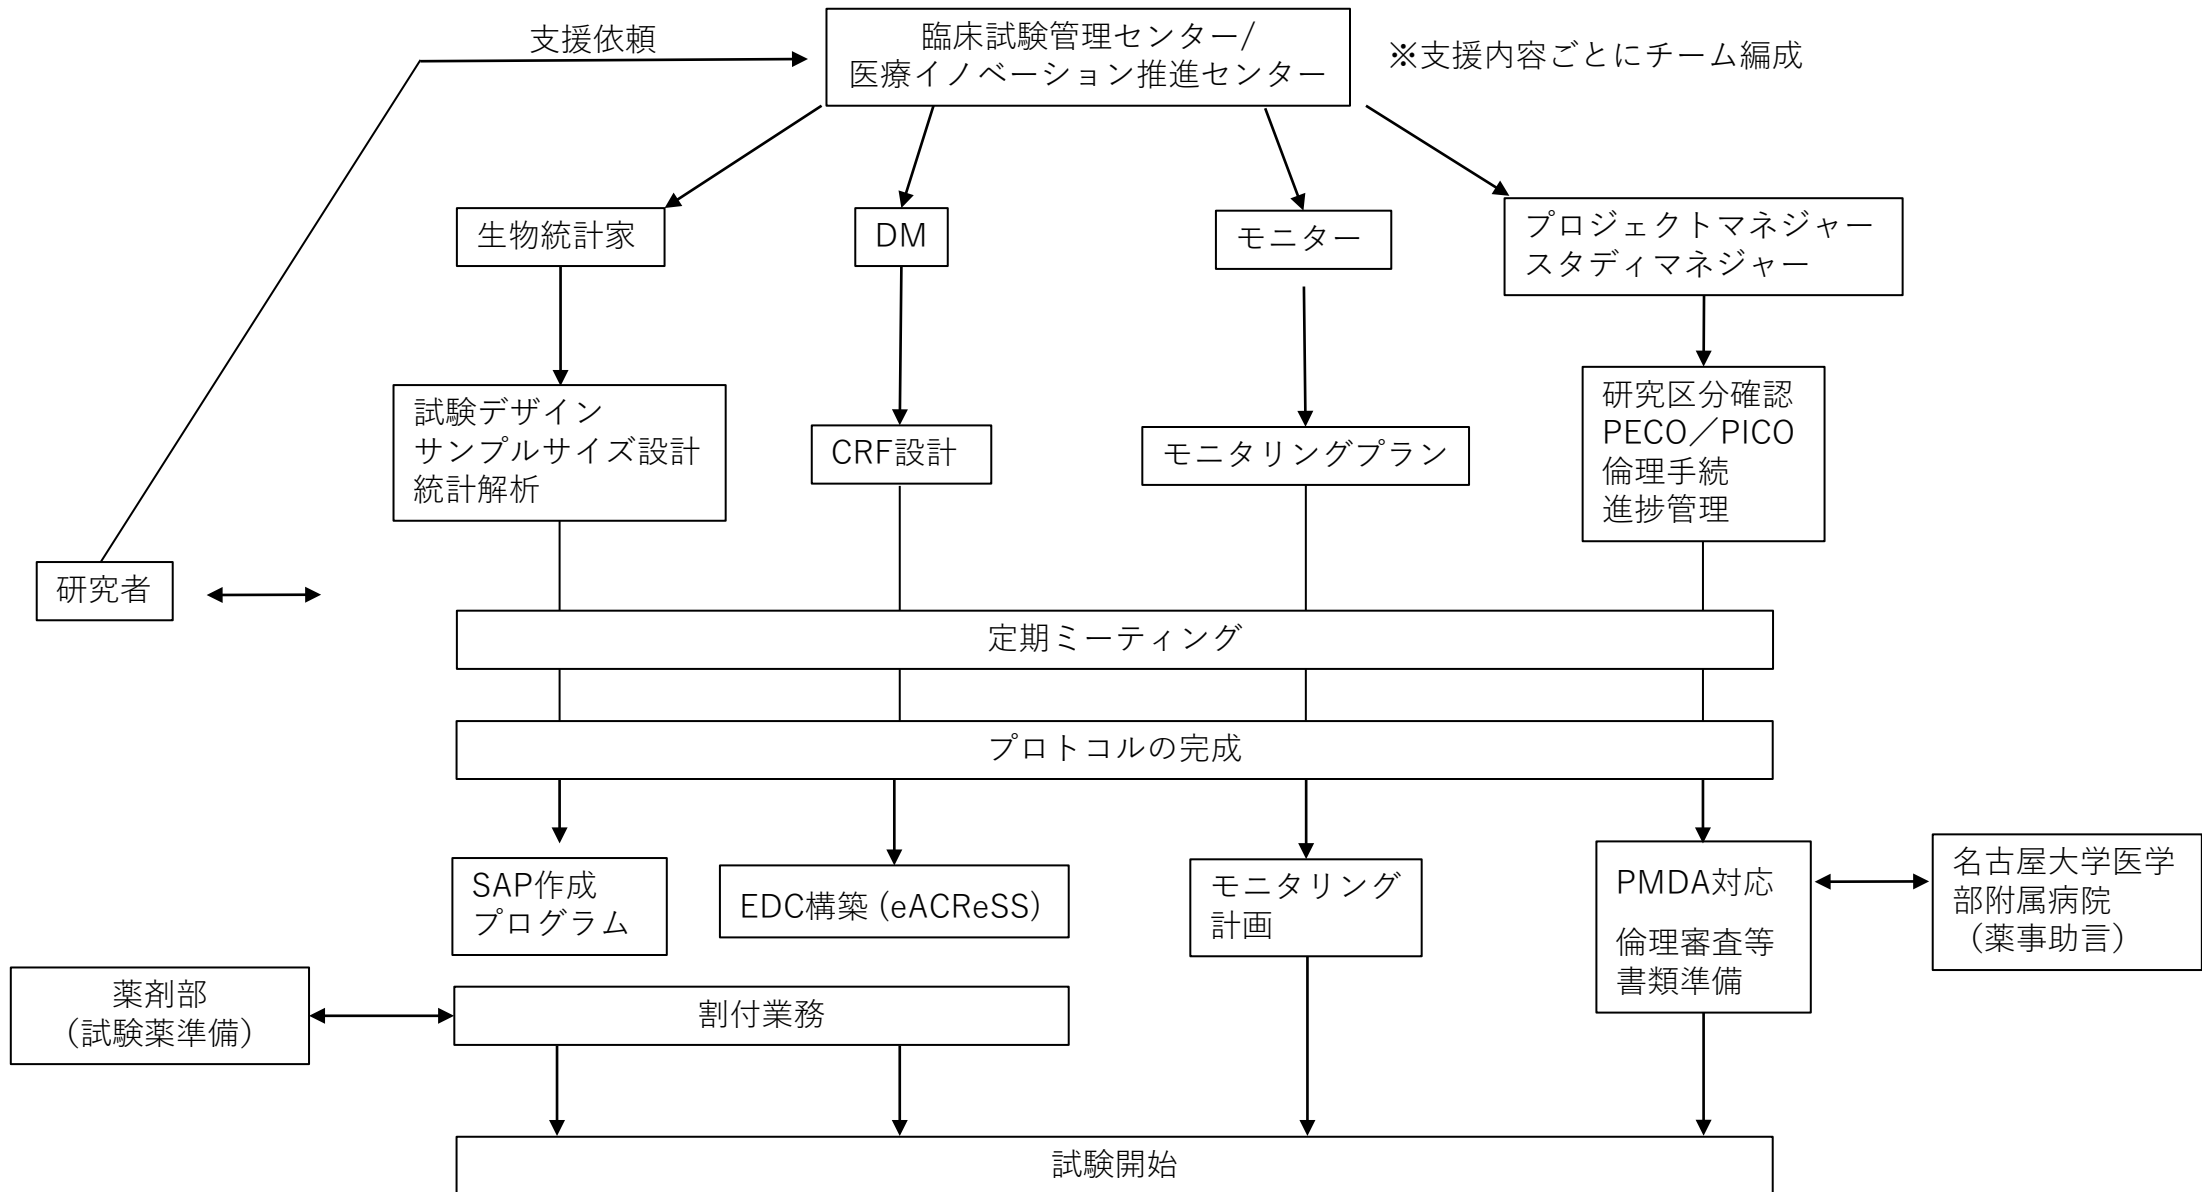 支援依頼
臨床試験管理センター/
医療イノベーション推進センター
※支援内容ごとにチーム編成
生物統計家
DM
モニター
プロジェクトマネジャー
スタディマネジャー
試験デザイン
サンプルサイズ設計
統計解析
CRF設計
モニタリングプラン
研究区分確認
PECO／PICO
倫理手続
進捗管理
研究者
定期ミーティング
プロトコルの完成
SAP作成
プログラム
EDC構築 (eACReSS)
モニタリング
計画
PMDA対応
倫理審査等
書類準備
名古屋大学医学
部附属病院
（薬事助言）
薬剤部
（試験薬準備）
割付業務
試験開始